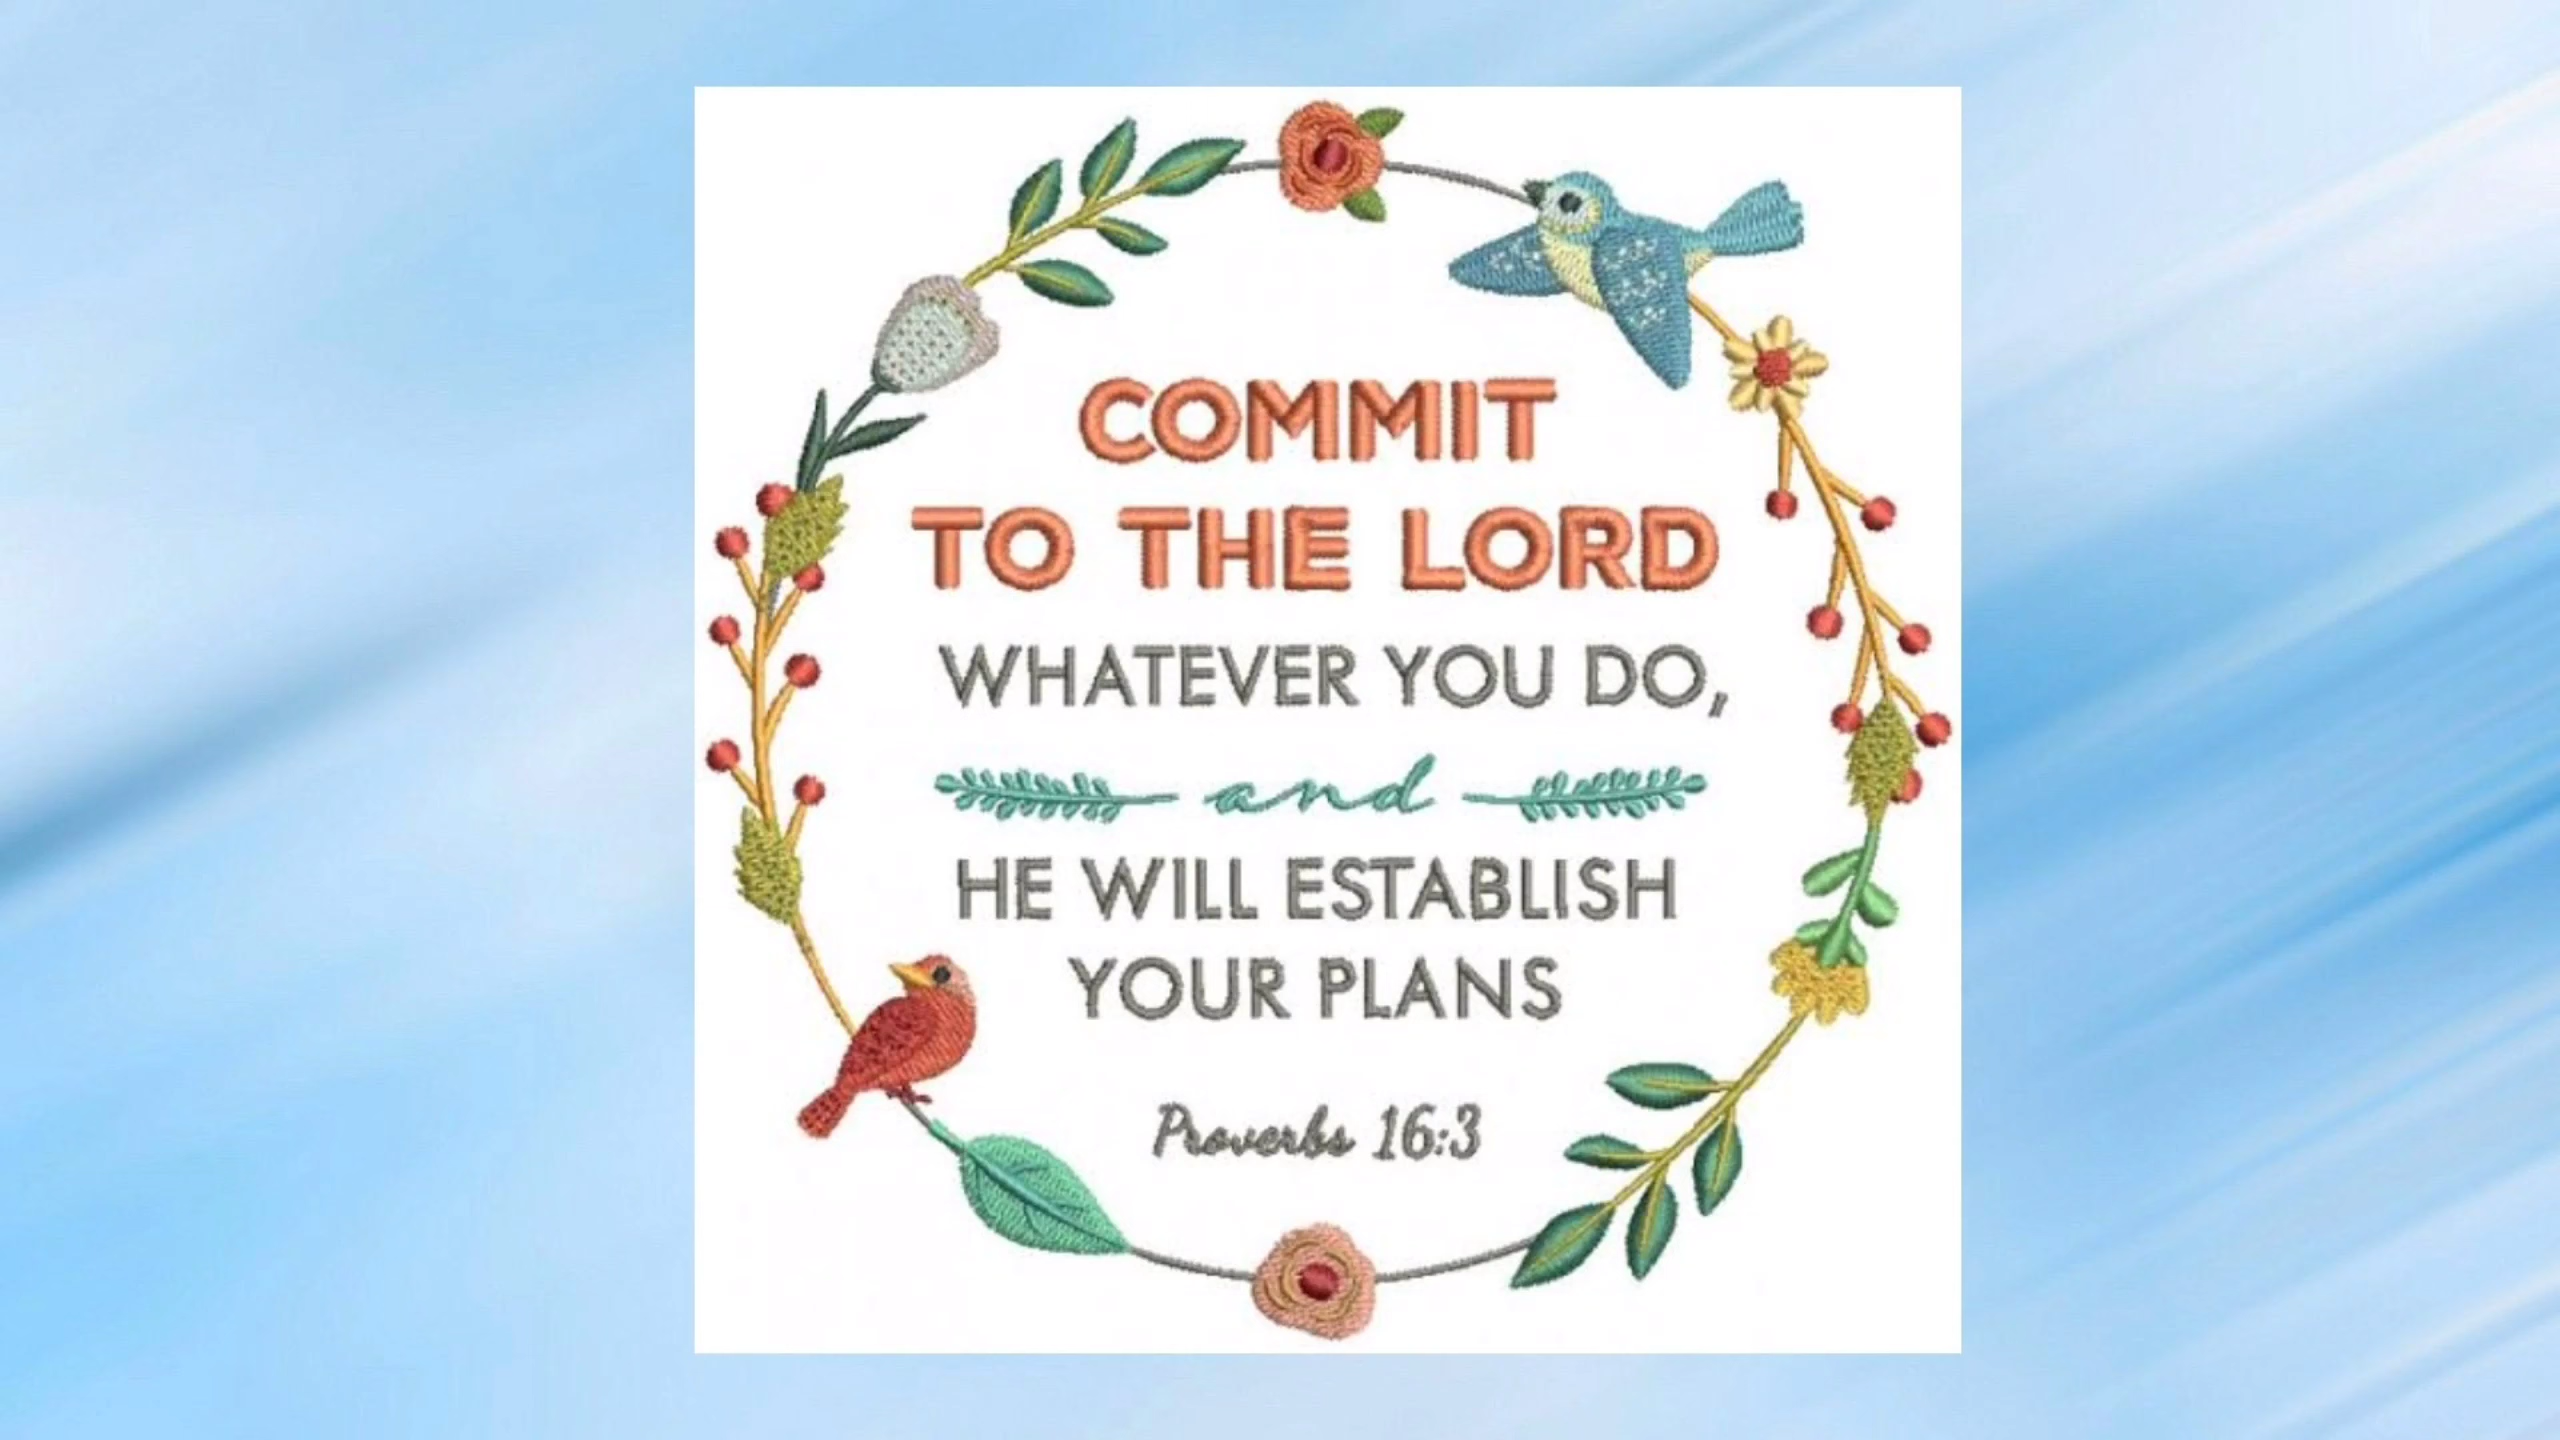 COMMIT
TO THE LORD
WHATEVER YOU DO,
and
HE WILL ESTABLISH
YOUR PLANS
Proverbs 16:3